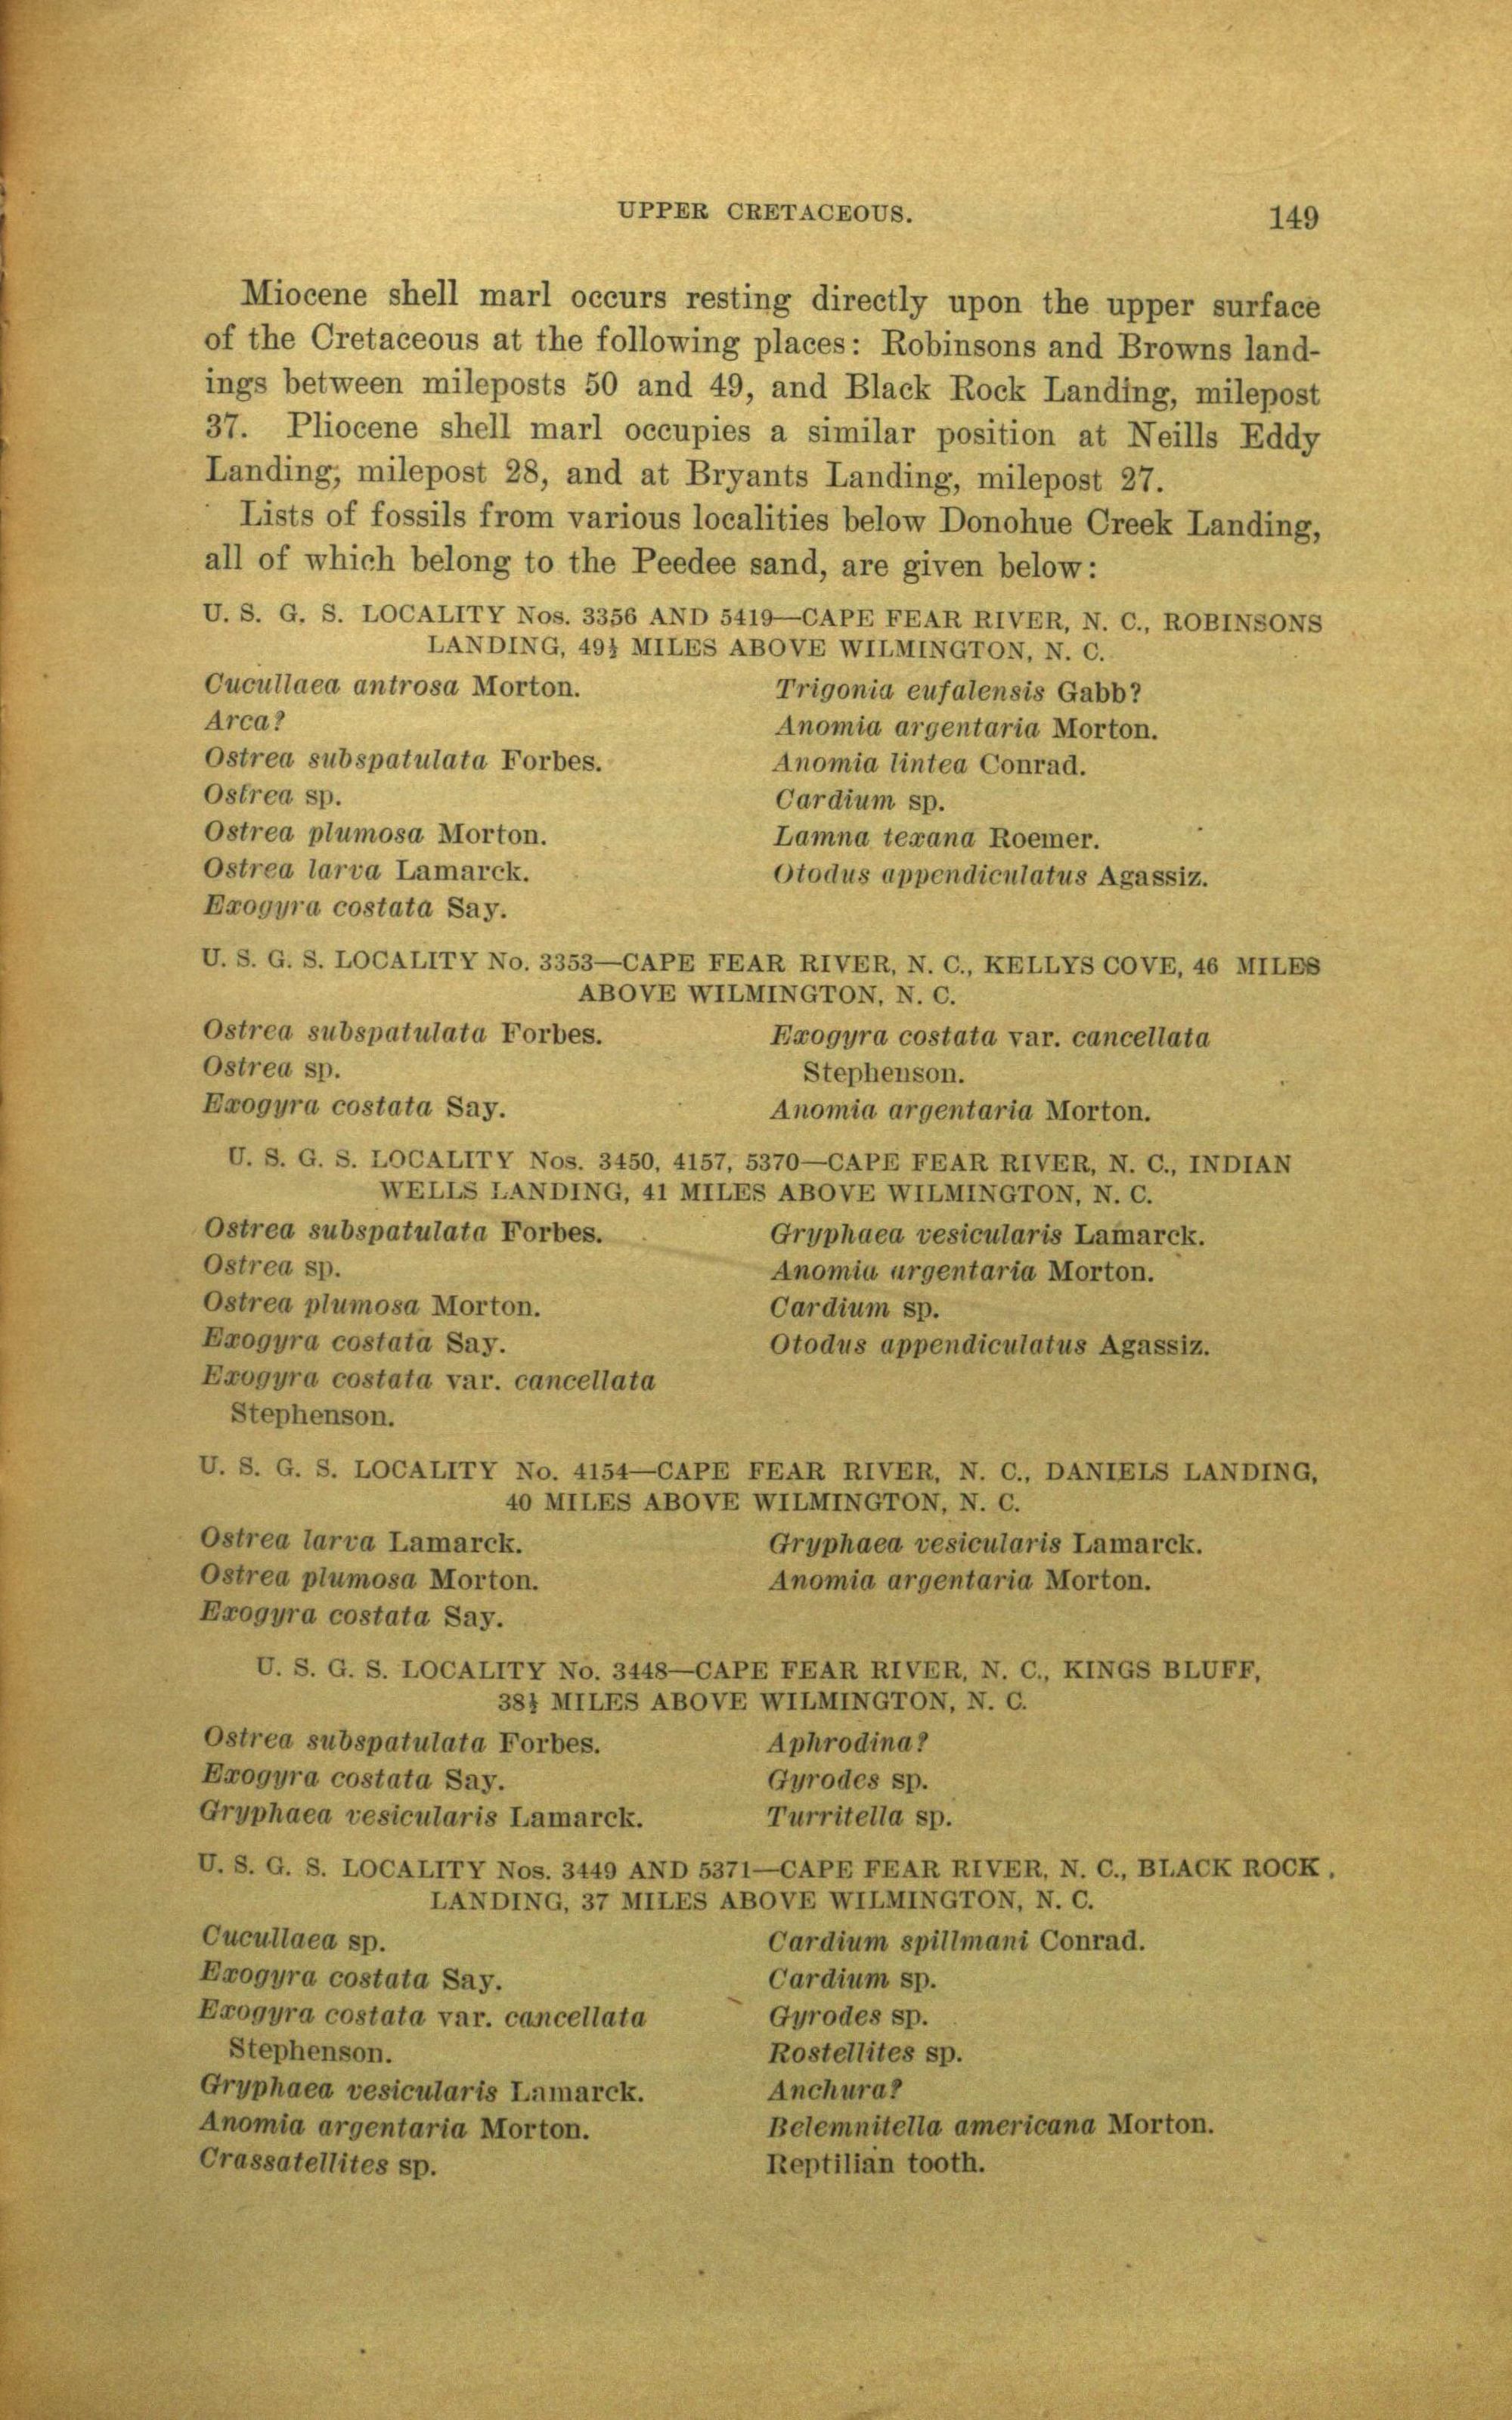 UPPER CRETACEOUS. 149
Miocene shell marl occurs resting directly upon the upper surface
of the Cretaceous at the following places: Robinsons and Browns land-
ings between mileposts 50 and 49, and Black Rock Landing, milepost
37. Pliocene shell marl occupies a similar position at Neills Eddy
Landing, milepost 28, and at Bryants Landing, milepost 27.
Lists of fossils from various localities below Donohue Creek Landing,
all of which belong to the Peedee sand, are given below:
U. S. G. S. LOCALITY Nos. 3356 AND 5419—CAPE FEAR RIVER, N. C., ROBINSONS
LANDING, MILES ABOVE WILMINGTON, N. C.
Cucullaea antrosa Morton.
Arca?
Ostrea subspatulata Forbes.
Ostrea sp.
Ostrea plumosa Morton.
Ostrea larva Lamarck.
Exogyra costata Say.
Trigonia eufalensis Gabb?
Anomia argentaria Morton.
Anomia lintea Conrad.
Cardium sp.
Lamna texana Roemer.
Otodus appendiculatus Agassiz.
U. S. G. S. LOCALITY No. 3353—CAPE FEAR RIVER, N. C., KELLYS COVE, 46 MILES
ABOVE WILMINGTON, N. C.
Ostrea subspatulata Forbes.
Ostrea sp.
Exogyra costata Say.
Exogyra costata var. cancellata
Stephenson.
Anomia argentaria Morton.
U. S. G. S. LOCALITY Nos. 3450, 4157, 5370—CAPE FEAR RIVER, N. C., INDIAN
WELLS LANDING, 41 MILES ABOVE WILMINGTON, N. C.
Ostrea subspatulata Forbes.
Ostrea sp.
Ostrea plumosa Morton.
Exogyra costata Say.
Exogyra costata var. cancellata
Stephenson.
Gryphaea vesicularis Lamarck.
Anomia argentaria Morton.
Cardium sp.
Otodus appendiculatus Agassiz.
U. S. G. S. LOCALITY No. 4154—CAPE FEAR RIVER, N. C., DANIELS LANDING,
40 MILES ABOVE WILMINGTON, N. C.
Ostrea larva Lamarck.
Ostrea plumosa Morton.
Exogyra costata Say.
Gryphaea vesicularis Lamarck.
Anomia argentaria Morton.
U. S. G. S. LOCALITY No. 3448—CAPE FEAR RIVER, N. C., KINGS BLUFF,
MILES ABOVE WILMINGTON, N. C.
Ostrea subspatulata Forbes.
Exogyra costata Say.
Gryphaea vesicularis Lamarck.
Aphrodina?
Gyrodes sp.
Turritella sp.
U. S. G. S. LOCALITY Nos. 3449 AND 5371—CAPE FEAR RIVER, N. C., BLACK ROCK
LANDING, 37 MILES ABOVE WILMINGTON, N. C.
Cucullaea sp.
Exogyra costata Say.
Exogyra costata var. cancellata
Stephenson.
Gryphaea vesicularis Lamarck.
Anomia argentaria Morton.
Crassatellites sp.
Cardium spillmani Conrad.
Cardium sp.
Gyrodes sp.
Rostellites sp.
Anchura?
Belemnitella americana Morton.
Reptilian tooth.